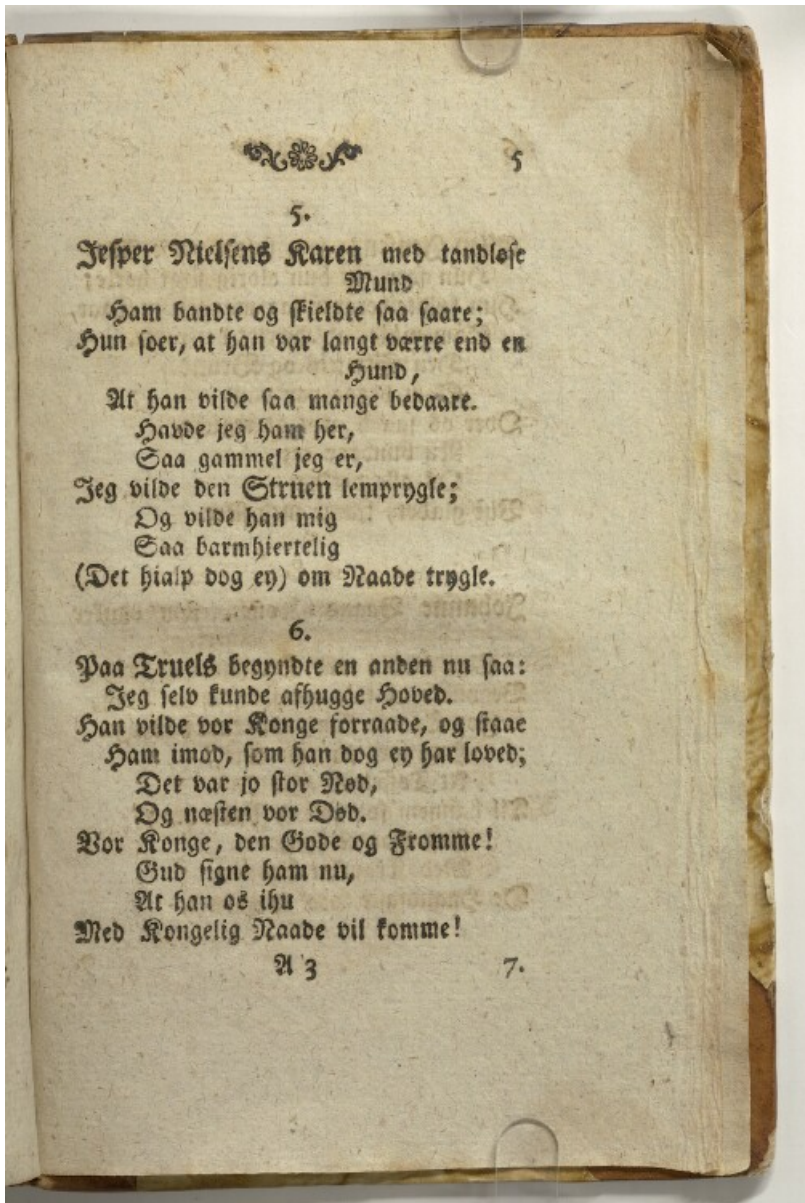 5
5.
Jesper Nielsens Karen med tandløse
Mund
Ham bandte og skieldte saa saare;
Hun soer, at han var langt værre end en
Hund,
At han vilde saa mange bedaare.
Havde jeg ham her,
Saa gammel jeg er,
Jeg vilde den Struen lemprygle;
Og vilde han mig
Saa barmhiertelig
(Det hialp dog ey) om Naade trygle.
6.
Paa Truels begyndte en anden nu saa:
Jeg selv kunde afhugge Hoved.
Han vilde vor Konge forraade, og staae
Ham imod, som han dog ey har loved;
Det var jo stor Nød,
Og næsten vor Død.
Vor Konge, den Gode og Fromme!
Gud signe ham nu,
At han os ihu
Med Kongelig Naade vil komme!
A 3 7.